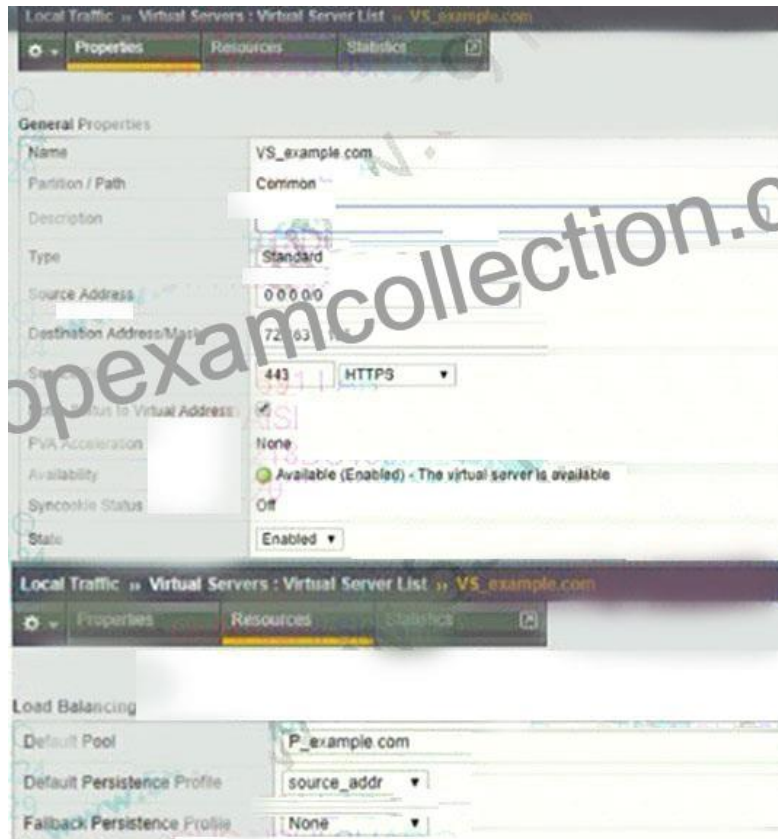 Local Traffic » Virtual Servers : Virtual Server List » VS_example.com
Properties Resources Statistics
General Properties
Name VS_example.com
Partition / Path Common
Description
Type Standard
Source Address 0.0.0.0/0
Destination Address/Mask
443 HTTPS
Status to Virtual Address
PVA Acceleration None
Availability Available (Enabled) - The virtual server is available
Syncookie Status Off
State Enabled
Local Traffic » Virtual Servers : Virtual Server List » VS_example.com
Properties Resources Statistics
Load Balancing
Default Pool P_example.com
Default Persistence Profile source_addr
Fallback Persistence Profile None